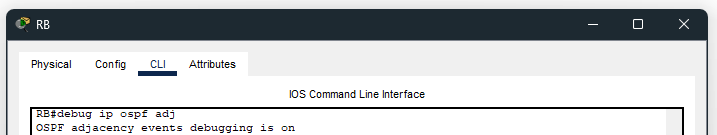 RB
Physical Config CLI Attributes
IOS Command Line Interface
RB#debug ip ospf adj
OSPF adjacency events debugging is on